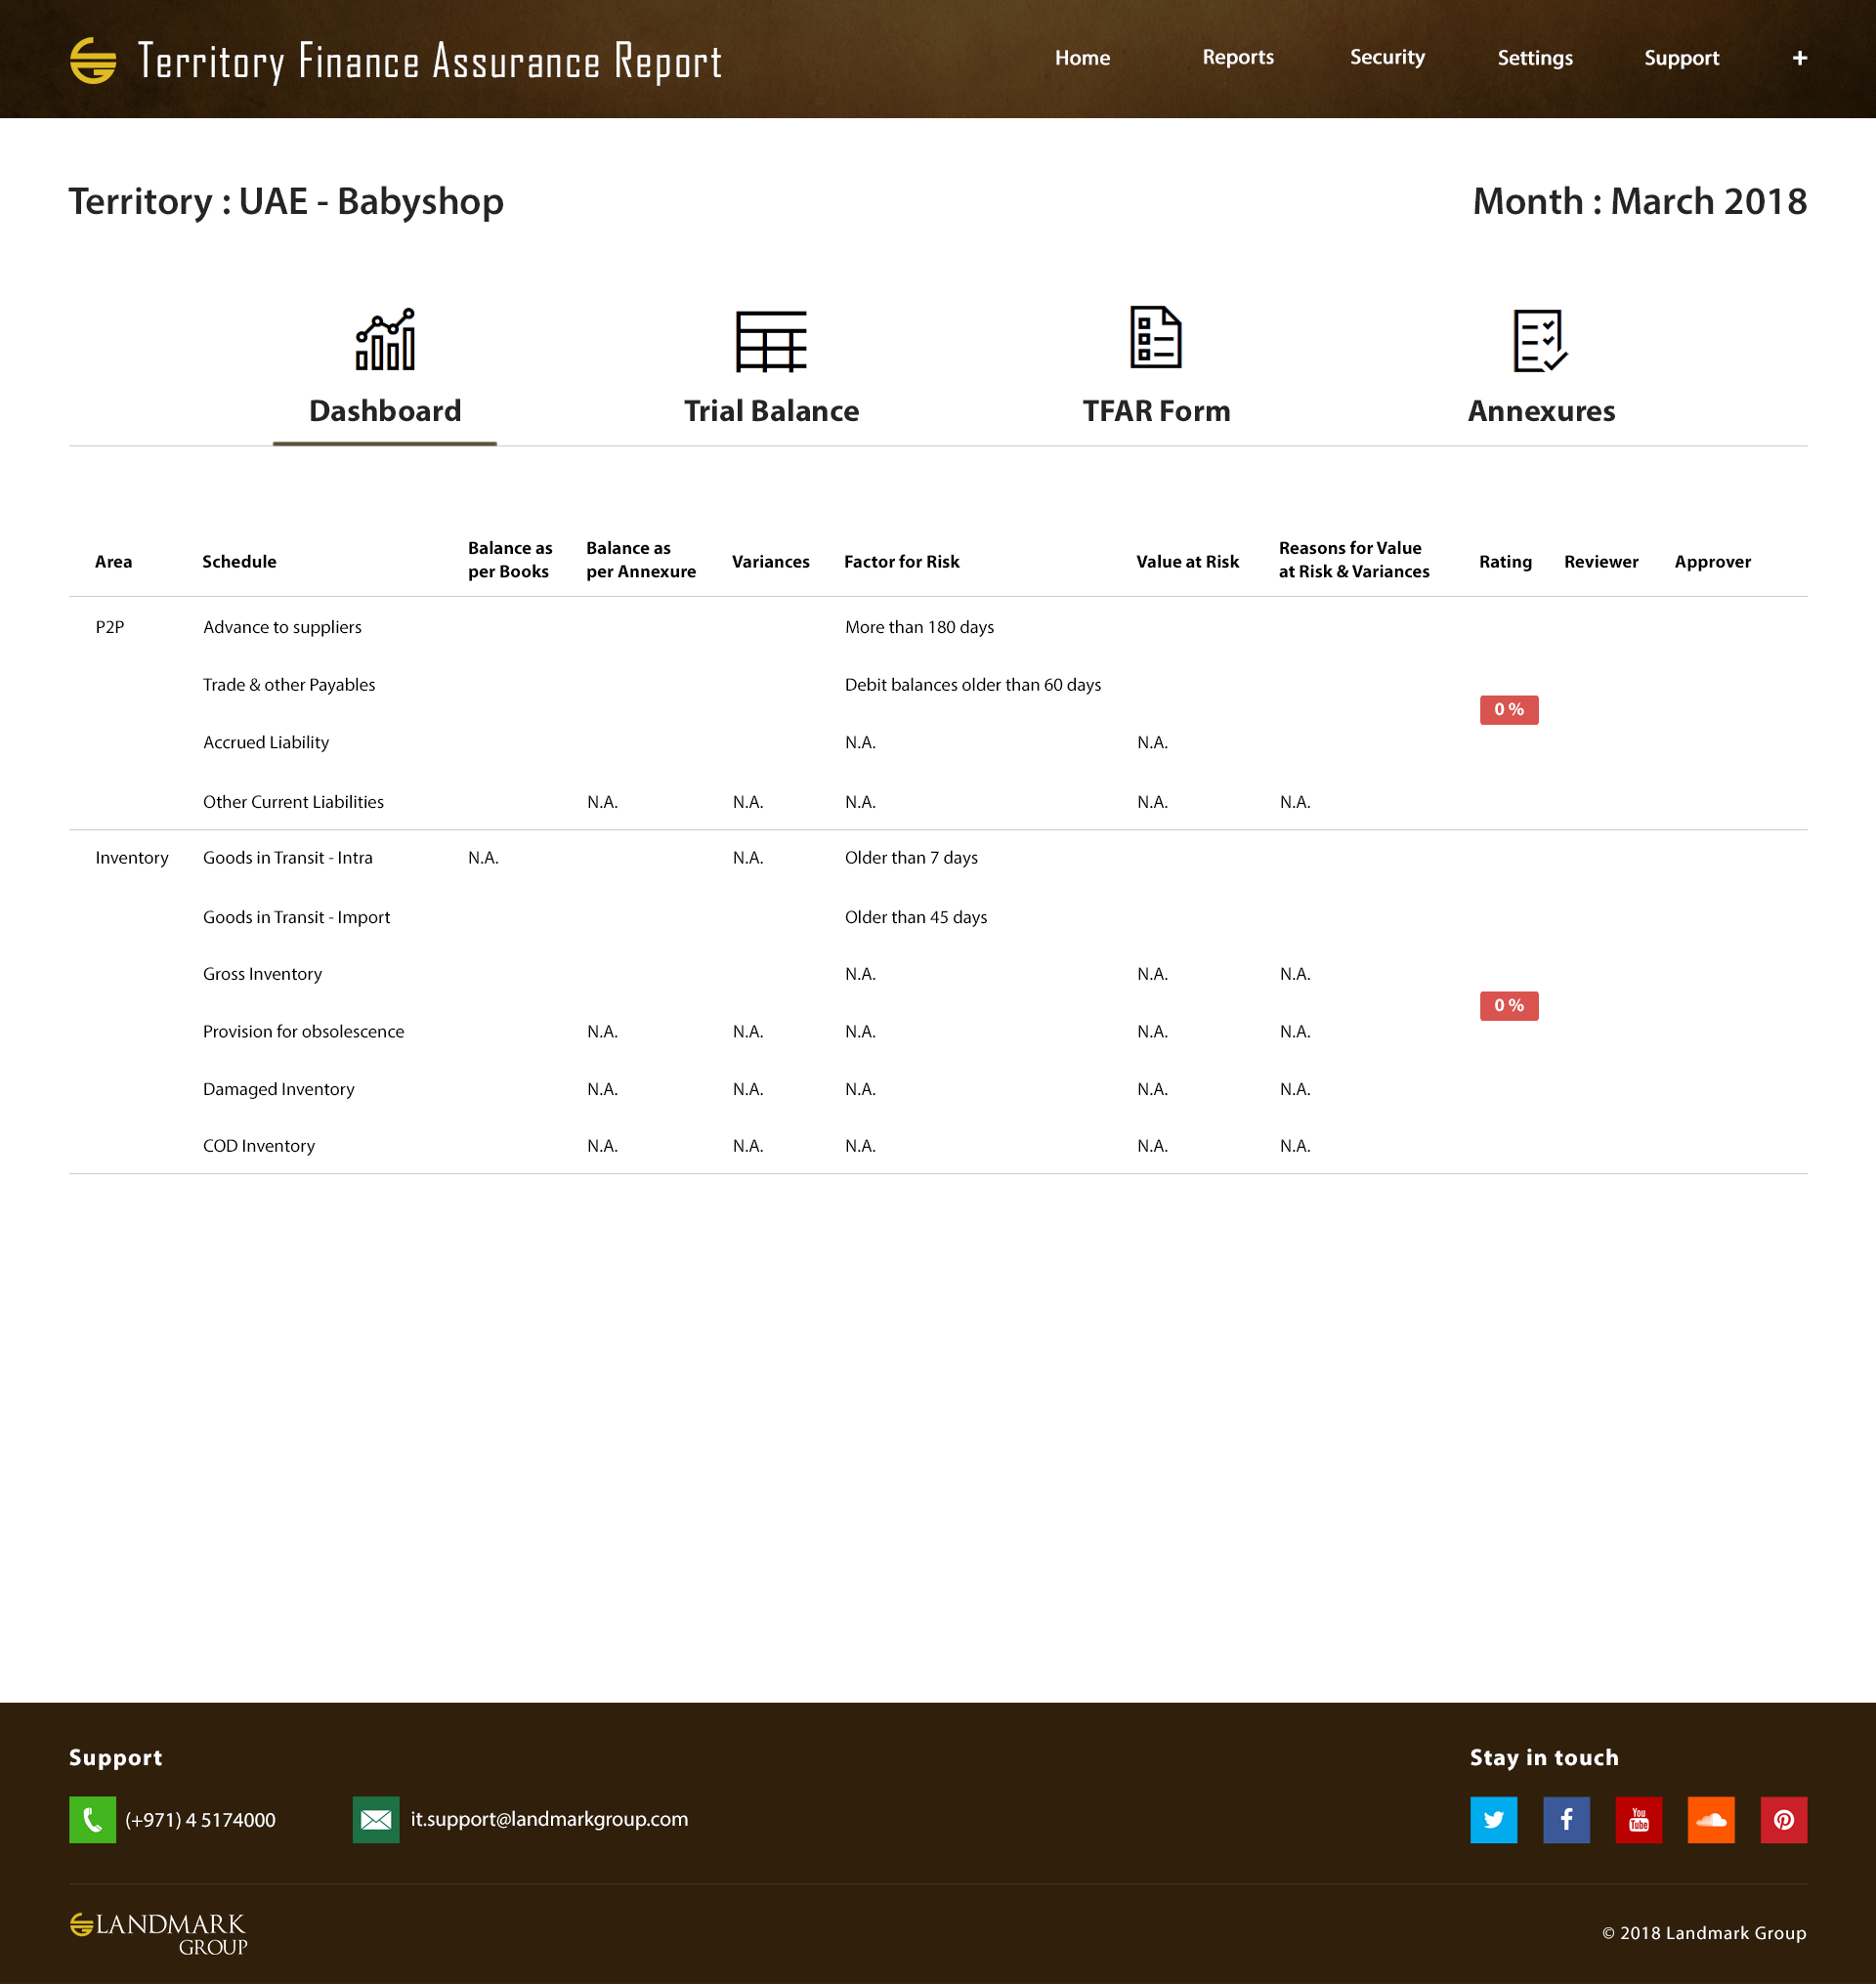 Territory Finance Assurance Report
Home Reports Security Settings Support +
Territory : UAE - Babyshop Month : March 2018
Dashboard Trial Balance TFAR Form Annexures
Area Schedule Balance as per Books Balance as per Annexure Variances Factor for Risk Value at Risk Reasons for Value at Risk & Variances Rating Reviewer Approver
P2P Advance to suppliers More than 180 days
Trade & other Payables Debit balances older than 60 days
0 %
Accrued Liability N.A. N.A.
Other Current Liabilities N.A. N.A. N.A. N.A. N.A.
Inventory Goods in Transit - Intra N.A. N.A. Older than 7 days
Goods in Transit - Import Older than 45 days
Gross Inventory N.A. N.A. N.A.
0 %
Provision for obsolescence N.A. N.A. N.A. N.A. N.A.
Damaged Inventory N.A. N.A. N.A. N.A. N.A.
COD Inventory N.A. N.A. N.A. N.A. N.A.
Support Stay in touch
(+971) 4 5174000 it.support@landmarkgroup.com You Tube
LANDMARK
GROUP
© 2018 Landmark Group